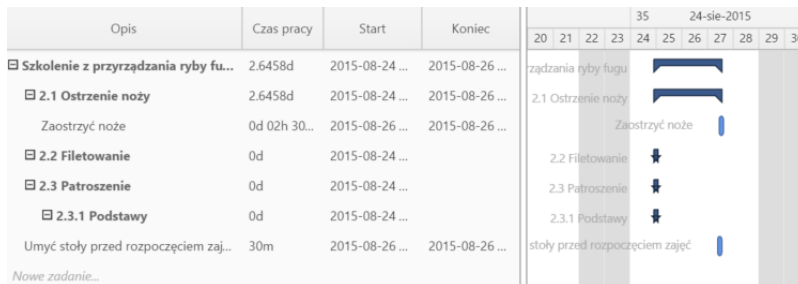 Opis Czas pracy Start Koniec 35 24-sie-2015
20 21 22 23 24 25 26 27 28 29
Szkolenie z przyrządzania ryby fu... 2.6458d 2015-08-24 ... 2015-08-26 ... rządzania ryby fugu
2.1 Ostrzenie noży 2.6458d 2015-08-24 ... 2015-08-26 ... 2.1 Ostrzenie noży
Zaostrzyć noże 0d 02h 30... 2015-08-26 ... 2015-08-26 ... Zaostrzyć noże
2.2 Filetowanie 0d 2015-08-24 ... 2.2 Filetowanie
2.3 Patroszenie 0d 2015-08-24 ... 2.3 Patroszenie
2.3.1 Podstawy 0d 2015-08-24 ... 2.3.1 Podstawy
Umyć stoły przed rozpoczęciem zaj... 30m 2015-08-26 ... 2015-08-26 ... stoły przed rozpoczęciem zajęć
Nowe zadanie...